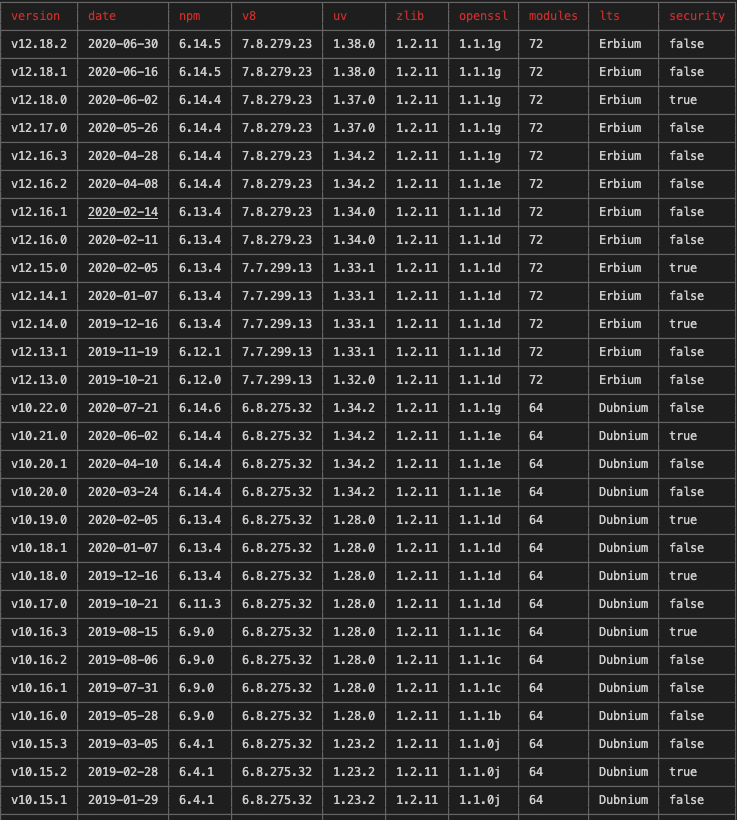 version date npm v8 uv zlib openssl modules lts security
v12.18.2 2020-06-30 6.14.5 7.8.279.23 1.38.0 1.2.11 1.1.1g 72 Erbium false
v12.18.1 2020-06-16 6.14.5 7.8.279.23 1.38.0 1.2.11 1.1.1g 72 Erbium false
v12.18.0 2020-06-02 6.14.4 7.8.279.23 1.37.0 1.2.11 1.1.1g 72 Erbium true
v12.17.0 2020-05-26 6.14.4 7.8.279.23 1.37.0 1.2.11 1.1.1g 72 Erbium false
v12.16.3 2020-04-28 6.14.4 7.8.279.23 1.34.2 1.2.11 1.1.1g 72 Erbium false
v12.16.2 2020-04-08 6.14.4 7.8.279.23 1.34.2 1.2.11 1.1.1e 72 Erbium false
v12.16.1 2020-02-14 6.13.4 7.8.279.23 1.34.0 1.2.11 1.1.1d 72 Erbium false
v12.16.0 2020-02-11 6.13.4 7.8.279.23 1.34.0 1.2.11 1.1.1d 72 Erbium false
v12.15.0 2020-02-05 6.13.4 7.7.299.13 1.33.1 1.2.11 1.1.1d 72 Erbium true
v12.14.1 2020-01-07 6.13.4 7.7.299.13 1.33.1 1.2.11 1.1.1d 72 Erbium false
v12.14.0 2019-12-16 6.13.4 7.7.299.13 1.33.1 1.2.11 1.1.1d 72 Erbium true
v12.13.1 2019-11-19 6.12.1 7.7.299.13 1.33.1 1.2.11 1.1.1d 72 Erbium false
v12.13.0 2019-10-21 6.12.0 7.7.299.13 1.32.0 1.2.11 1.1.1d 72 Erbium false
v10.22.0 2020-07-21 6.14.6 6.8.275.32 1.34.2 1.2.11 1.1.1g 64 Dubnium false
v10.21.0 2020-06-02 6.14.4 6.8.275.32 1.34.2 1.2.11 1.1.1e 64 Dubnium true
v10.20.1 2020-04-10 6.14.4 6.8.275.32 1.34.2 1.2.11 1.1.1e 64 Dubnium false
v10.20.0 2020-03-24 6.14.4 6.8.275.32 1.34.2 1.2.11 1.1.1e 64 Dubnium false
v10.19.0 2020-02-05 6.13.4 6.8.275.32 1.28.0 1.2.11 1.1.1d 64 Dubnium true
v10.18.1 2020-01-07 6.13.4 6.8.275.32 1.28.0 1.2.11 1.1.1d 64 Dubnium false
v10.18.0 2019-12-16 6.13.4 6.8.275.32 1.28.0 1.2.11 1.1.1d 64 Dubnium true
v10.17.0 2019-10-21 6.11.3 6.8.275.32 1.28.0 1.2.11 1.1.1d 64 Dubnium false
v10.16.3 2019-08-15 6.9.0 6.8.275.32 1.28.0 1.2.11 1.1.1c 64 Dubnium true
v10.16.2 2019-08-06 6.9.0 6.8.275.32 1.28.0 1.2.11 1.1.1c 64 Dubnium false
v10.16.1 2019-07-31 6.9.0 6.8.275.32 1.28.0 1.2.11 1.1.1c 64 Dubnium false
v10.16.0 2019-05-28 6.9.0 6.8.275.32 1.28.0 1.2.11 1.1.1b 64 Dubnium false
v10.15.3 2019-03-05 6.4.1 6.8.275.32 1.23.2 1.2.11 1.1.0j 64 Dubnium false
v10.15.2 2019-02-28 6.4.1 6.8.275.32 1.23.2 1.2.11 1.1.0j 64 Dubnium true
v10.15.1 2019-01-29 6.4.1 6.8.275.32 1.23.2 1.2.11 1.1.0j 64 Dubnium false